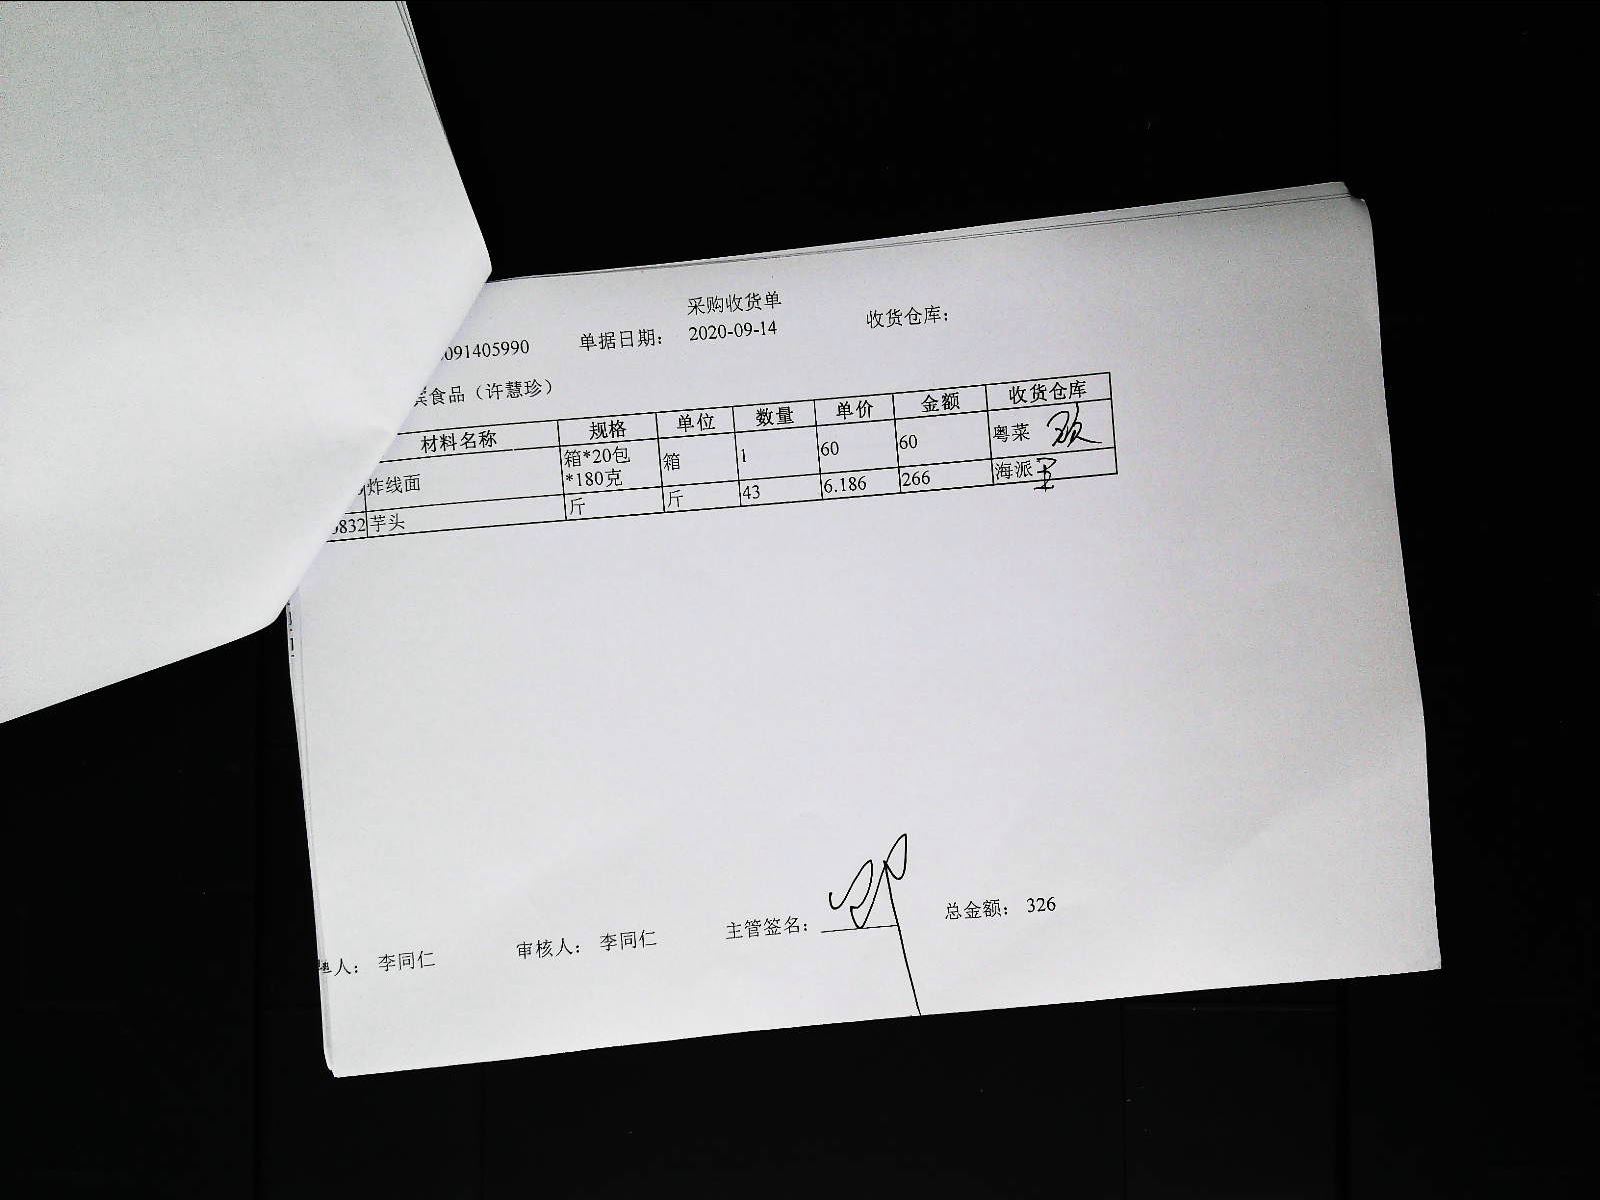 采购收货单
091405990 单据日期: 2020-09-14 收货仓库:
食品（许慧珍）
材料名称 规格 单位 数量 单价 金额 收货仓库
炸线面 箱*20包*180克 箱 1 60 60 粤菜
832 芋头 斤 斤 43 6.186 266 海派
人: 李同仁 审核人: 李同仁 主管签名: 总金额: 326